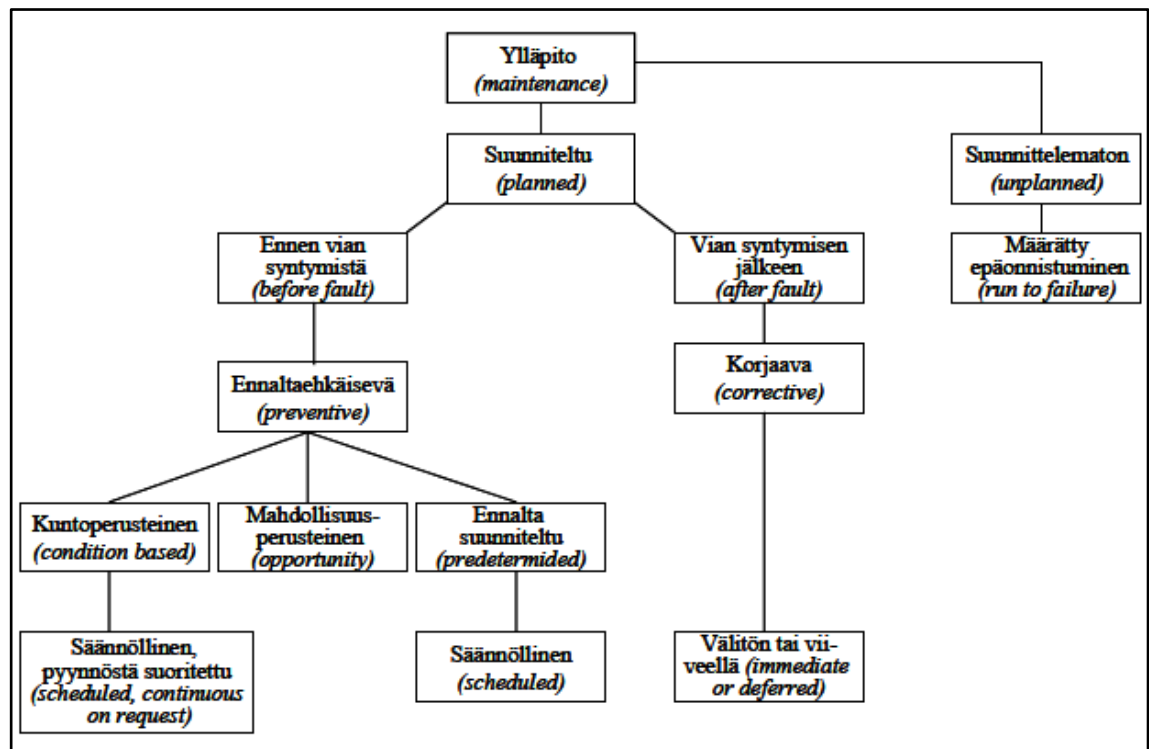 Ylläpito
(maintenance)
Suunniteltu
(planned)
Suunnittelematon
(unplanned)
Ennen vian
syntymistä
(before fault)
Vian syntymisen
jälkeen
(after fault)
Määrätty
epäonnistuminen
(run to failure)
Ennaltaehkäisevä
(preventive)
Korjaava
(corrective)
Kuntoperusteinen
(condition based)
Mahdollisuus-
perusteinen
(opportunity)
Ennalta
suunniteltu
(predetermided)
Säännöllinen,
pyynnöstä suoritettu
(scheduled, continuous
on request)
Säännöllinen
(scheduled)
Välitön tai vii-
veellä (immediate
or deferred)